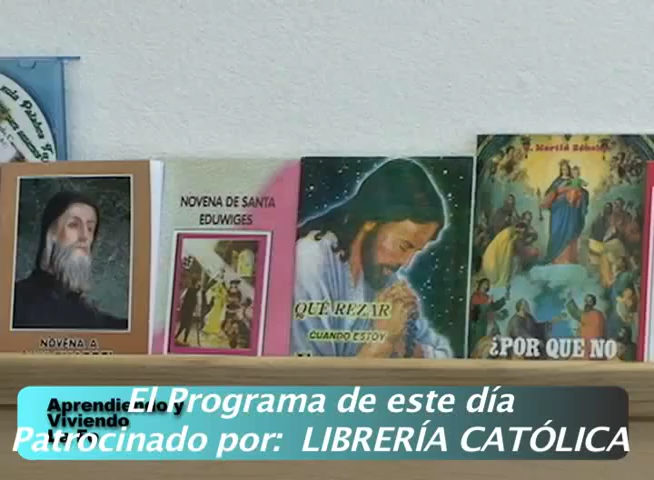 NOVENA A
NOVENA DE SANTA
EDUWIGES
QUÉ REZAR
CUANDO ESTOY
¿POR QUE NO
Aprendiendo y
Viviendo
El Programa de este día
Patrocinado por: LIBRERÍA CATÓLICA